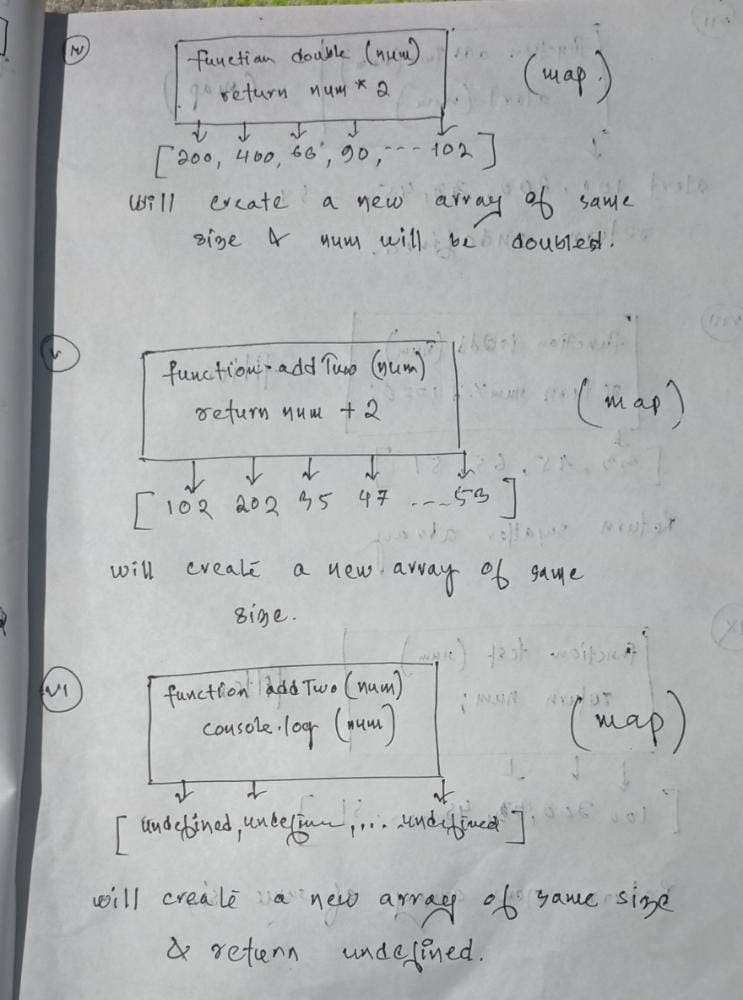 iv
function double (num)
return num * 2
(map)
[200, 400, 66, 90, --- 102]
will create a new array of same
size & num will be doubled.
v
function addTwo (num)
return num + 2
(map)
[102 202 35 47 ... 53]
will create a new array of same
size.
vi
function addTwo (num)
console.log (num)
(map)
[undefined, undefine, ... undefined]
will create a new array of same size
& return undefined.